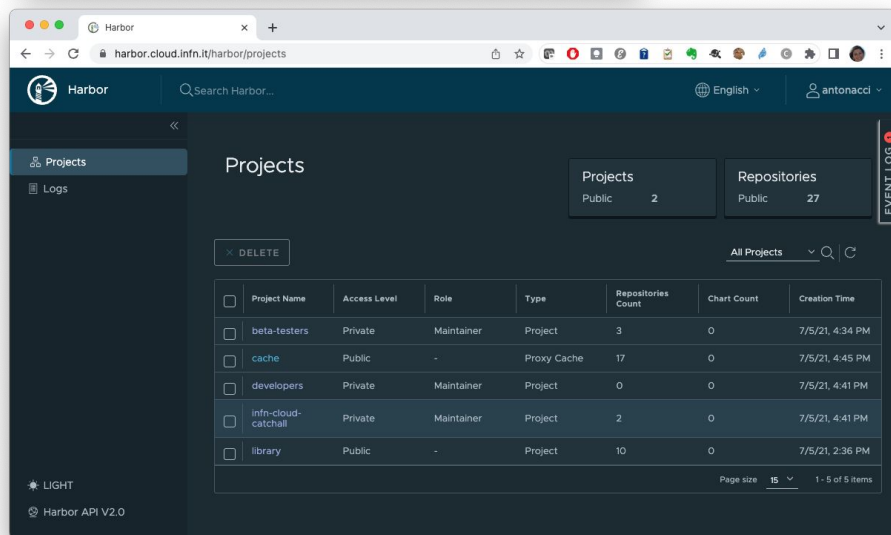 Harbor
harbor.cloud.infn.it/harbor/projects
Harbor
Search Harbor...
English
antonacci
Projects
Logs
EVENT LOG
Projects
Projects
Public 2
Repositories
Public 27
DELETE
All Projects
Project Name Access Level Role Type Repositories Count Chart Count Creation Time
beta-testers Private Maintainer Project 3 0 7/5/21, 4:34 PM
cache Public - Proxy Cache 17 0 7/5/21, 4:45 PM
developers Private Maintainer Project 0 0 7/5/21, 4:41 PM
infn-cloud-catchall Private Maintainer Project 2 0 7/5/21, 4:41 PM
library Public - Project 10 0 7/5/21, 2:36 PM
Page size 15 1 - 5 of 5 items
LIGHT
Harbor API V2.0